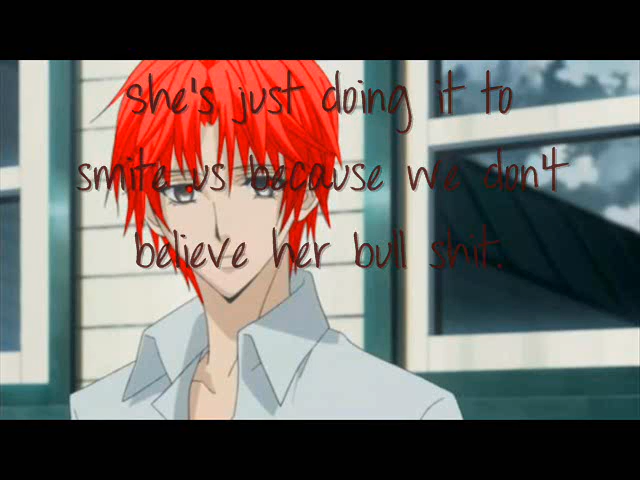 she's just doing it to
smite us because we don't
believe her bull shit.